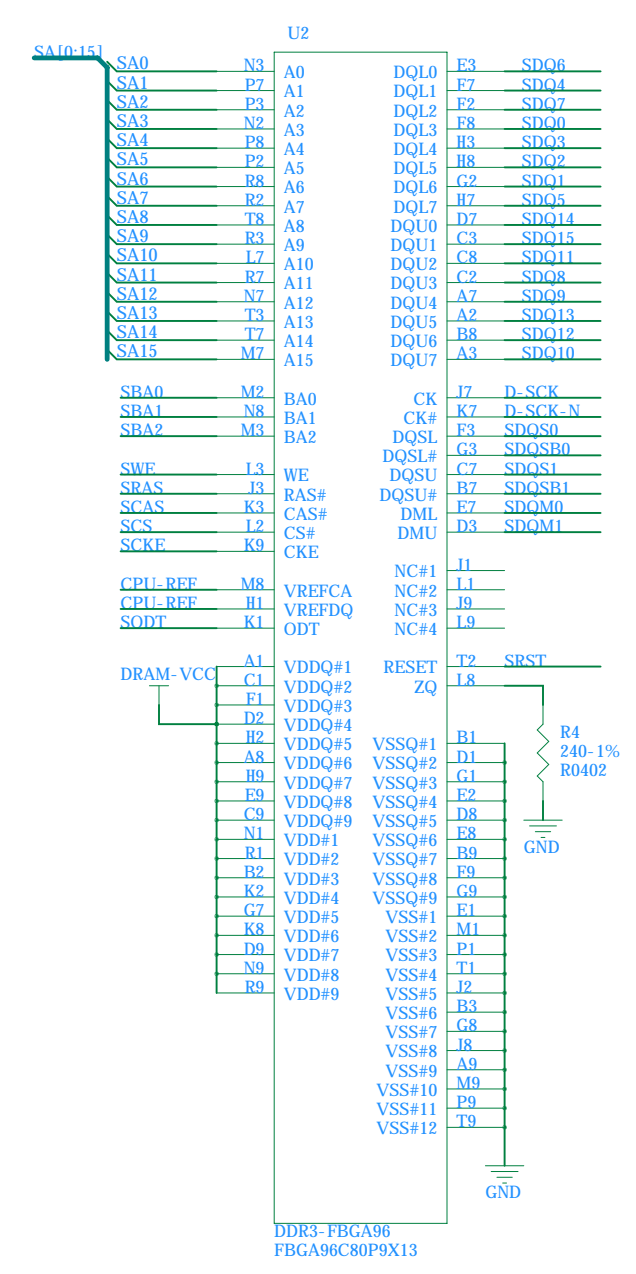 U2
SA[0:15]
SA0 N3 A0 DQL0 E3 SDQ6
SA1 P7 A1 DQL1 F7 SDQ4
SA2 P3 A2 DQL2 F2 SDQ7
SA3 N2 A3 DQL3 F8 SDQ0
SA4 P8 A4 DQL4 H3 SDQ3
SA5 P2 A5 DQL5 H8 SDQ2
SA6 R8 A6 DQL6 G2 SDQ1
SA7 R2 A7 DQL7 H7 SDQ5
SA8 T8 A8 DQU0 D7 SDQ14
SA9 R3 A9 DQU1 C3 SDQ15
SA10 L7 A10 DQU2 C8 SDQ11
SA11 R7 A11 DQU3 C2 SDQ8
SA12 N7 A12 DQU4 A7 SDQ9
SA13 T3 A13 DQU5 A2 SDQ13
SA14 T7 A14 DQU6 B8 SDQ12
SA15 M7 A15 DQU7 A3 SDQ10
SBA0 M2 BA0 CK J7 D-SCK
SBA1 N8 BA1 CK# K7 D-SCK-N
SBA2 M3 BA2 DQSL F3 SDQS0
DQSL# G3 SDQSB0
SWE L3 WE DQSU C7 SDQS1
SRAS J3 RAS# DQSU# B7 SDQSB1
SCAS K3 CAS# DML E7 SDQM0
SCS L2 CS# DMU D3 SDQM1
SCKE K9 CKE
NC#1 J1
CPU-REF M8 VREFCA NC#2 L1
CPU-REF H1 VREFDQ NC#3 J9
SODT K1 ODT NC#4 L9
A1 VDDQ#1 RESET T2 SRST
DRAM-VCC C1 VDDQ#2 ZQ L8
F1 VDDQ#3
D2 VDDQ#4
R4
H2 VDDQ#5 VSSQ#1 B1
240-1%
A8 VDDQ#6 VSSQ#2 D1
R0402
H9 VDDQ#7 VSSQ#3 G1
E9 VDDQ#8 VSSQ#4 E2
C9 VDDQ#9 VSSQ#5 D8
N1 VDD#1 VSSQ#6 E8
GND
R1 VDD#2 VSSQ#7 B9
B2 VDD#3 VSSQ#8 F9
K2 VDD#4 VSSQ#9 G9
G7 VDD#5 VSS#1 E1
K8 VDD#6 VSS#2 M1
D9 VDD#7 VSS#3 P1
N9 VDD#8 VSS#4 T1
R9 VDD#9 VSS#5 J2
VSS#6 B3
VSS#7 G8
VSS#8 J8
VSS#9 A9
VSS#10 M9
VSS#11 P9
VSS#12 T9
GND
DDR3-FBGA96
FBGA96C80P9X13